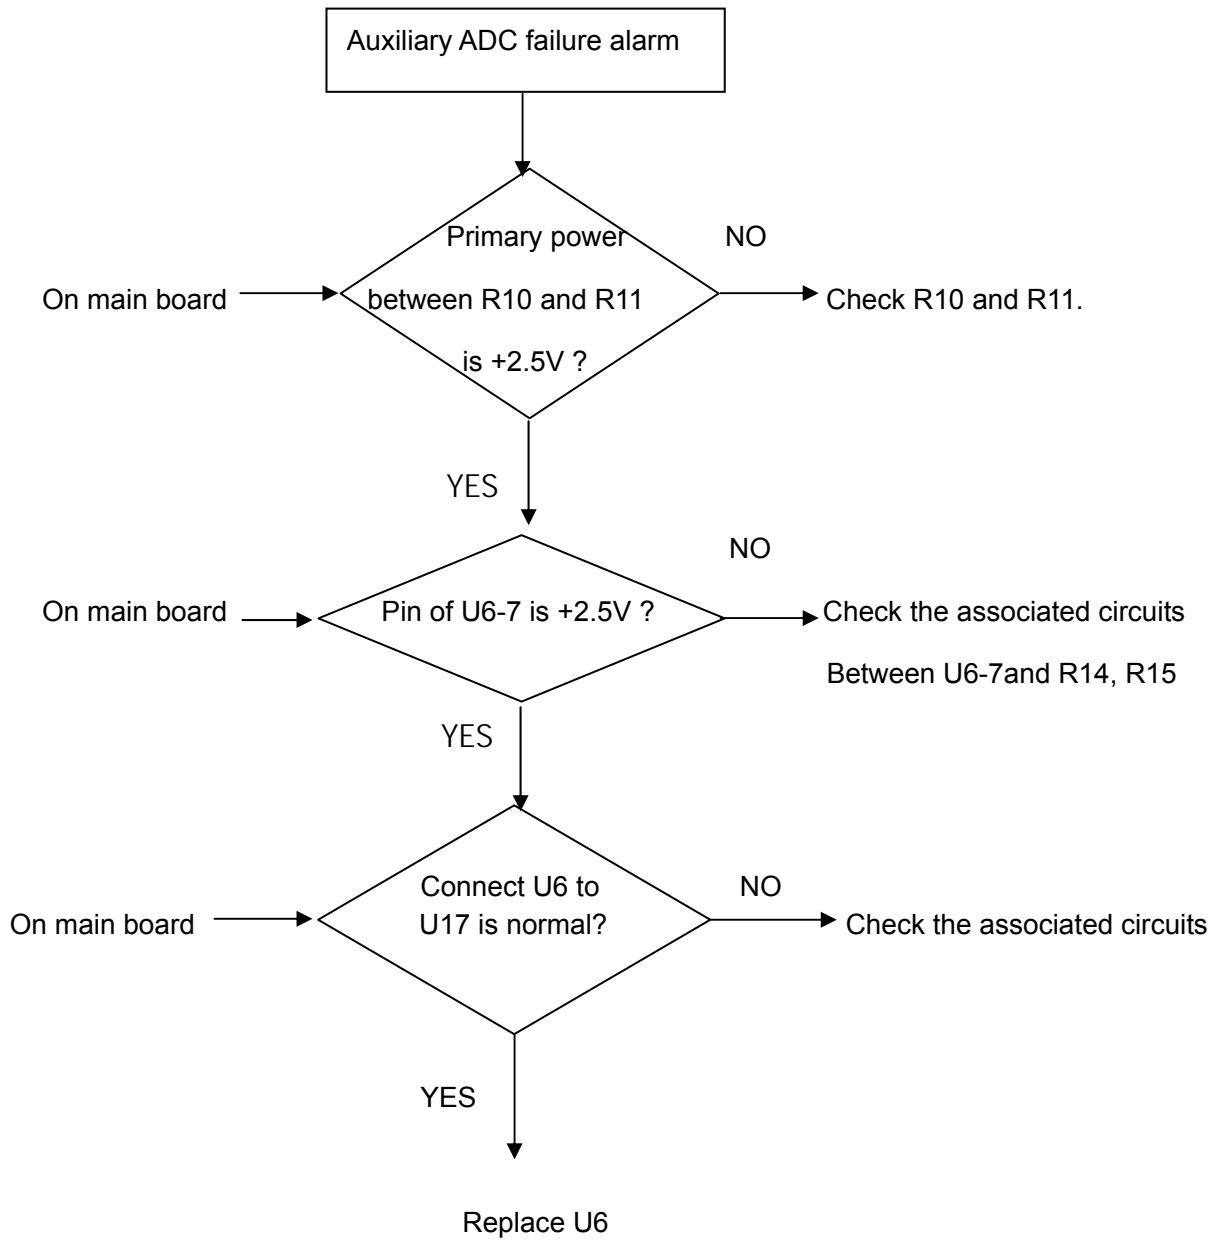 Auxiliary ADC failure alarm
Primary power
NO
On main board
between R10 and R11
Check R10 and R11.
is +2.5V ?
YES
NO
On main board
Pin of U6-7 is +2.5V ?
Check the associated circuits
Between U6-7and R14, R15
YES
Connect U6 to
NO
On main board
U17 is normal?
Check the associated circuits
YES
Replace U6